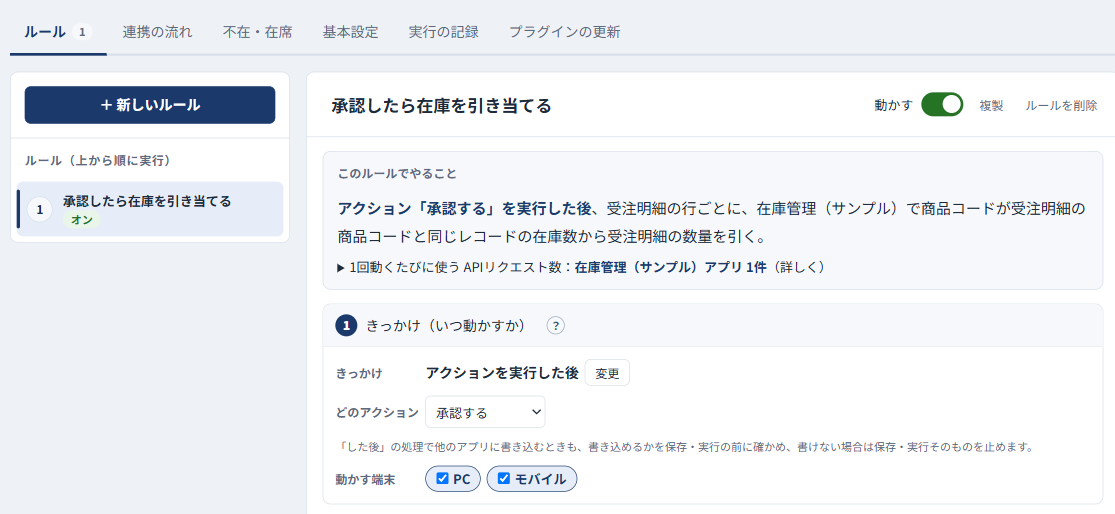 ルール 1 連携の流れ 不在・在席 基本設定 実行の記録 プラグインの更新
＋ 新しいルール
ルール（上から順に実行）
1 承認したら在庫を引き当てる
オン
承認したら在庫を引き当てる 動かす 複製 ルールを削除
このルールでやること
アクション「承認する」を実行した後、受注明細の行ごとに、在庫管理（サンプル）で商品コードが受注明細の
商品コードと同じレコードの在庫数から受注明細の数量を引く。
▶ 1回動くたびに使う APIリクエスト数：在庫管理（サンプル）アプリ 1件（詳しく）
1 きっかけ（いつ動かすか） ?
きっかけ アクションを実行した後 変更
どのアクション 承認する
「した後」の処理で他のアプリに書き込むときも、書き込めるかを保存・実行の前に確かめ、書けない場合は保存・実行そのものを止めます。
動かす端末 PC モバイル